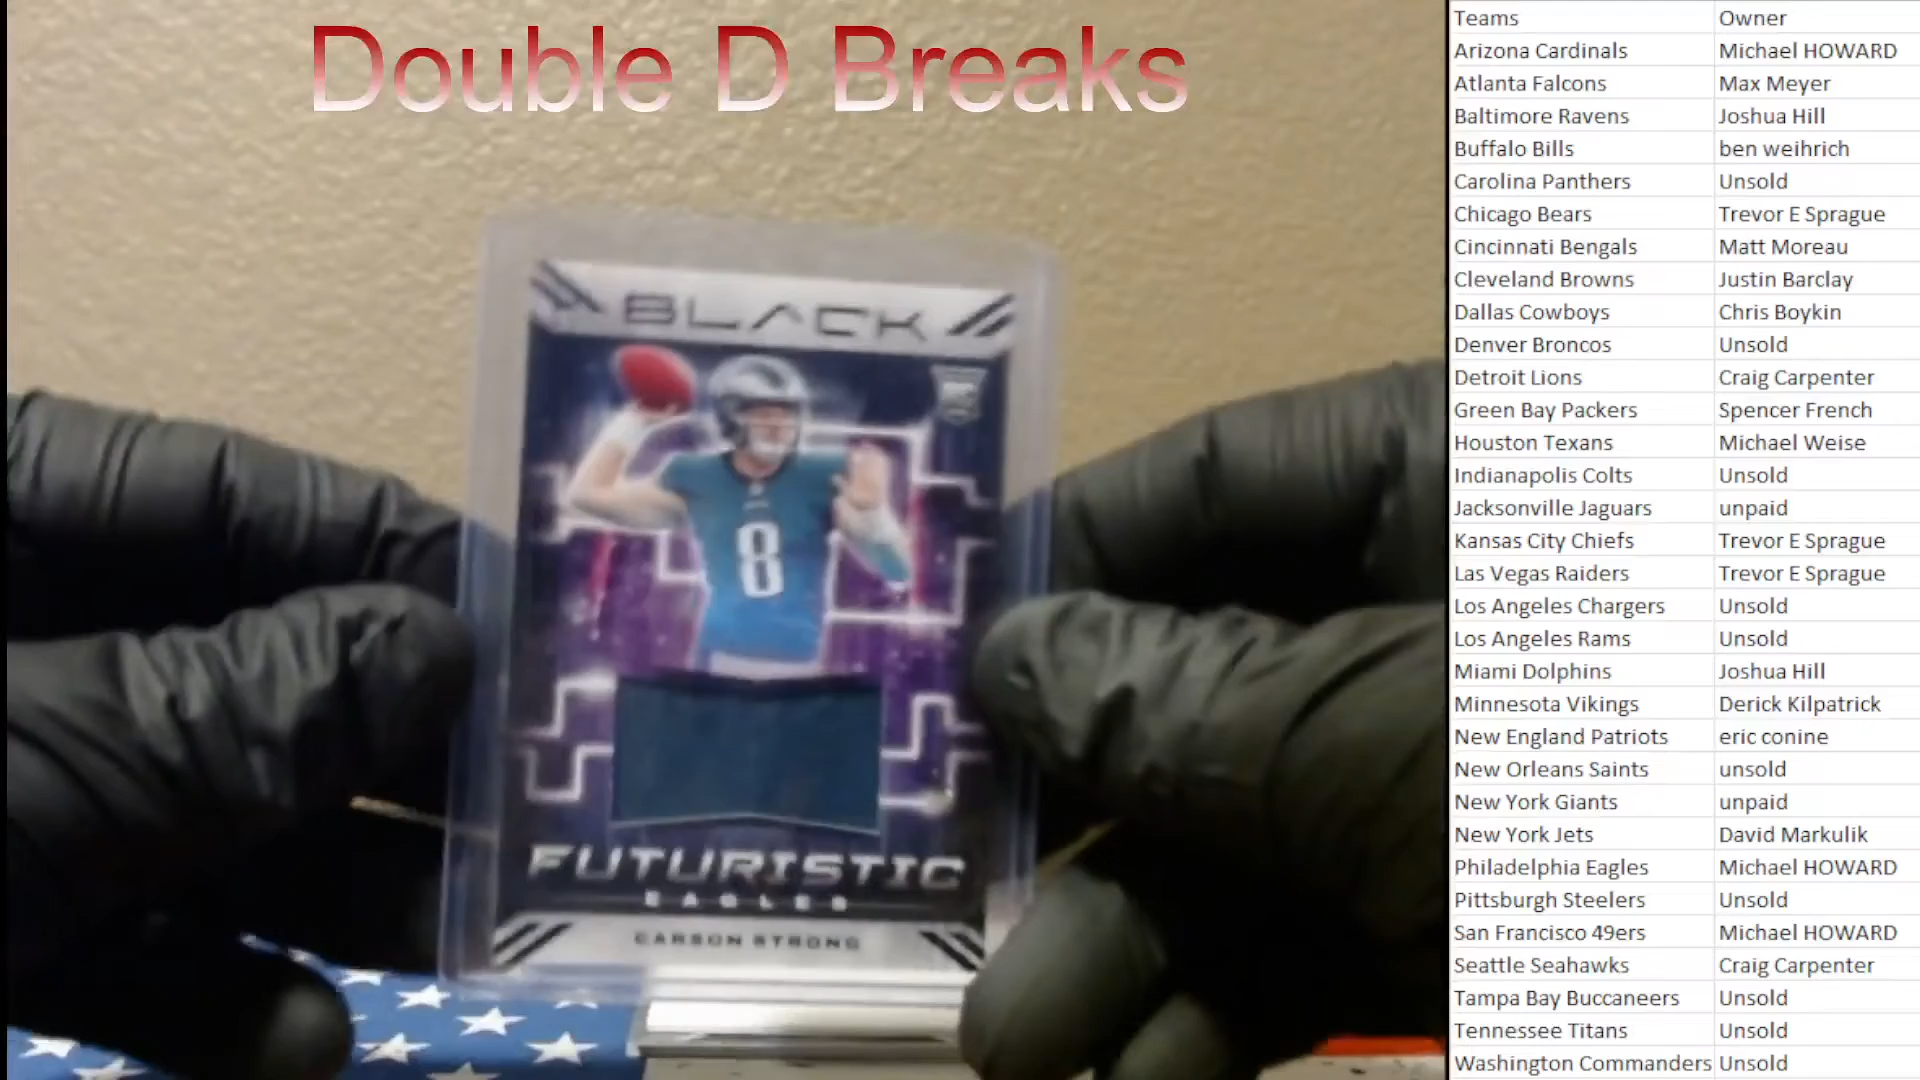 Double D Breaks
BLACK
RC
8
FUTURISTIC
EAGLES
CARSON STRONG
Teams Owner
Arizona Cardinals Michael HOWARD
Atlanta Falcons Max Meyer
Baltimore Ravens Joshua Hill
Buffalo Bills ben weihrich
Carolina Panthers Unsold
Chicago Bears Trevor E Sprague
Cincinnati Bengals Matt Moreau
Cleveland Browns Justin Barclay
Dallas Cowboys Chris Boykin
Denver Broncos Unsold
Detroit Lions Craig Carpenter
Green Bay Packers Spencer French
Houston Texans Michael Weise
Indianapolis Colts Unsold
Jacksonville Jaguars unpaid
Kansas City Chiefs Trevor E Sprague
Las Vegas Raiders Trevor E Sprague
Los Angeles Chargers Unsold
Los Angeles Rams Unsold
Miami Dolphins Joshua Hill
Minnesota Vikings Derick Kilpatrick
New England Patriots eric conine
New Orleans Saints unsold
New York Giants unpaid
New York Jets David Markulik
Philadelphia Eagles Michael HOWARD
Pittsburgh Steelers Unsold
San Francisco 49ers Michael HOWARD
Seattle Seahawks Craig Carpenter
Tampa Bay Buccaneers Unsold
Tennessee Titans Unsold
Washington Commanders Unsold